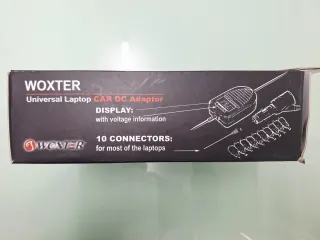 WOXTER
Universal Laptop CAR DC Adaptor
DISPLAY:
with voltage information
10 CONNECTORS:
for most of the laptops
WOXTER